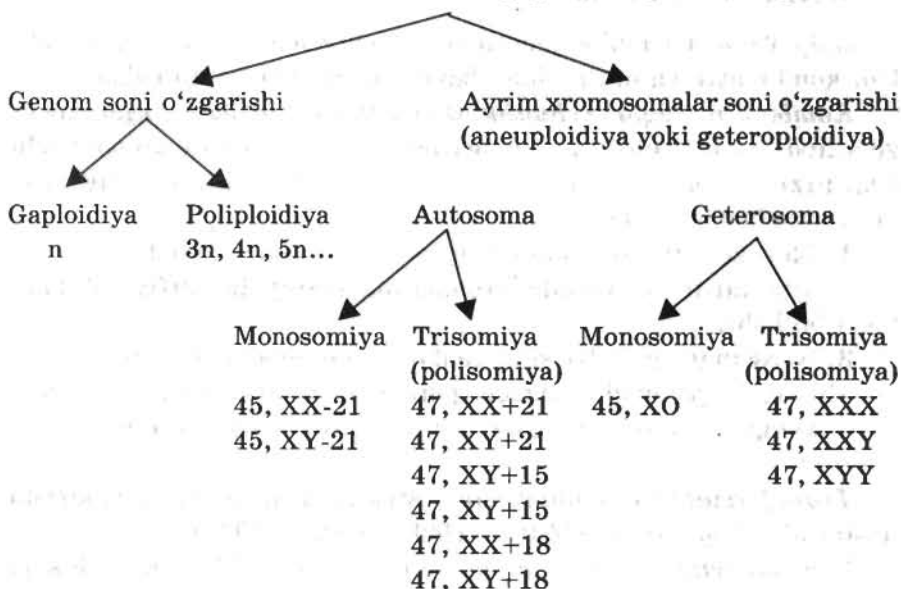 Genom soni o‘zgarishi
Ayrim xromosomalar soni o‘zgarishi
(aneuploidiya yoki geteroploidiya)
Gaploidiya
n
Poliploidiya
3n, 4n, 5n...
Autosoma
Geterosoma
Monosomiya
45, XX-21
45, XY-21
Trisomiya
(polisomiya)
47, XX+21
47, XY+21
47, XY+15
47, XY+15
47, XX+18
47, XY+18
Monosomiya
45, XO
Trisomiya
(polisomiya)
47, XXX
47, XXY
47, XYY